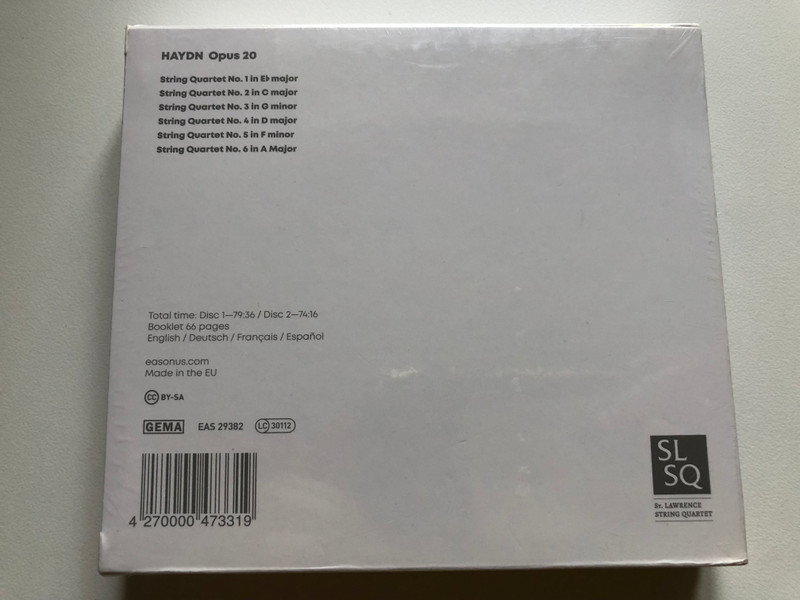 HAYDN Opus 20
String Quartet No. 1 in E♭ major
String Quartet No. 2 in C major
String Quartet No. 3 in G minor
String Quartet No. 4 in D major
String Quartet No. 5 in F minor
String Quartet No. 6 in A Major
Total time: Disc 1—79:36 / Disc 2—74:16
Booklet 66 pages
English / Deutsch / Français / Español
easonus.com
Made in the EU
CC BY-SA
GEMA EAS 29382 LC 30112
4 270000 473319
SL
SQ
St. LAWRENCE
STRING QUARTET